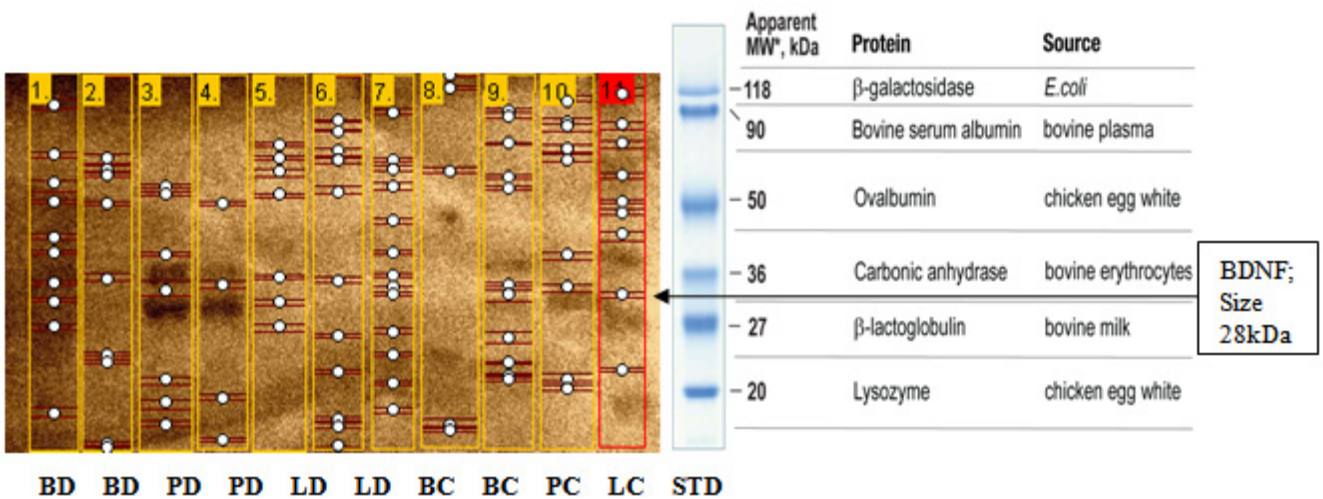 1. 2. 3. 4. 5. 6. 7. 8. 9. 10. 11.
BD BD PD PD LD LD BC BC PC LC STD
Apparent
MW*, kDa Protein Source
118 β-galactosidase E.coli
90 Bovine serum albumin bovine plasma
50 Ovalbumin chicken egg white
36 Carbonic anhydrase bovine erythrocytes
27 β-lactoglobulin bovine milk
20 Lysozyme chicken egg white
BDNF;
Size
28kDa